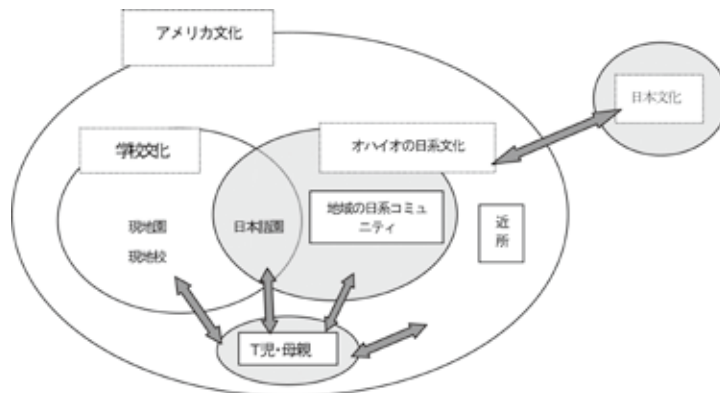 アメリカ文化
日本文化
学校文化
オハイオの日系文化
地域の日系コミュ
ニティ
現地園
現地校
日本語園
近
所
T児・母親